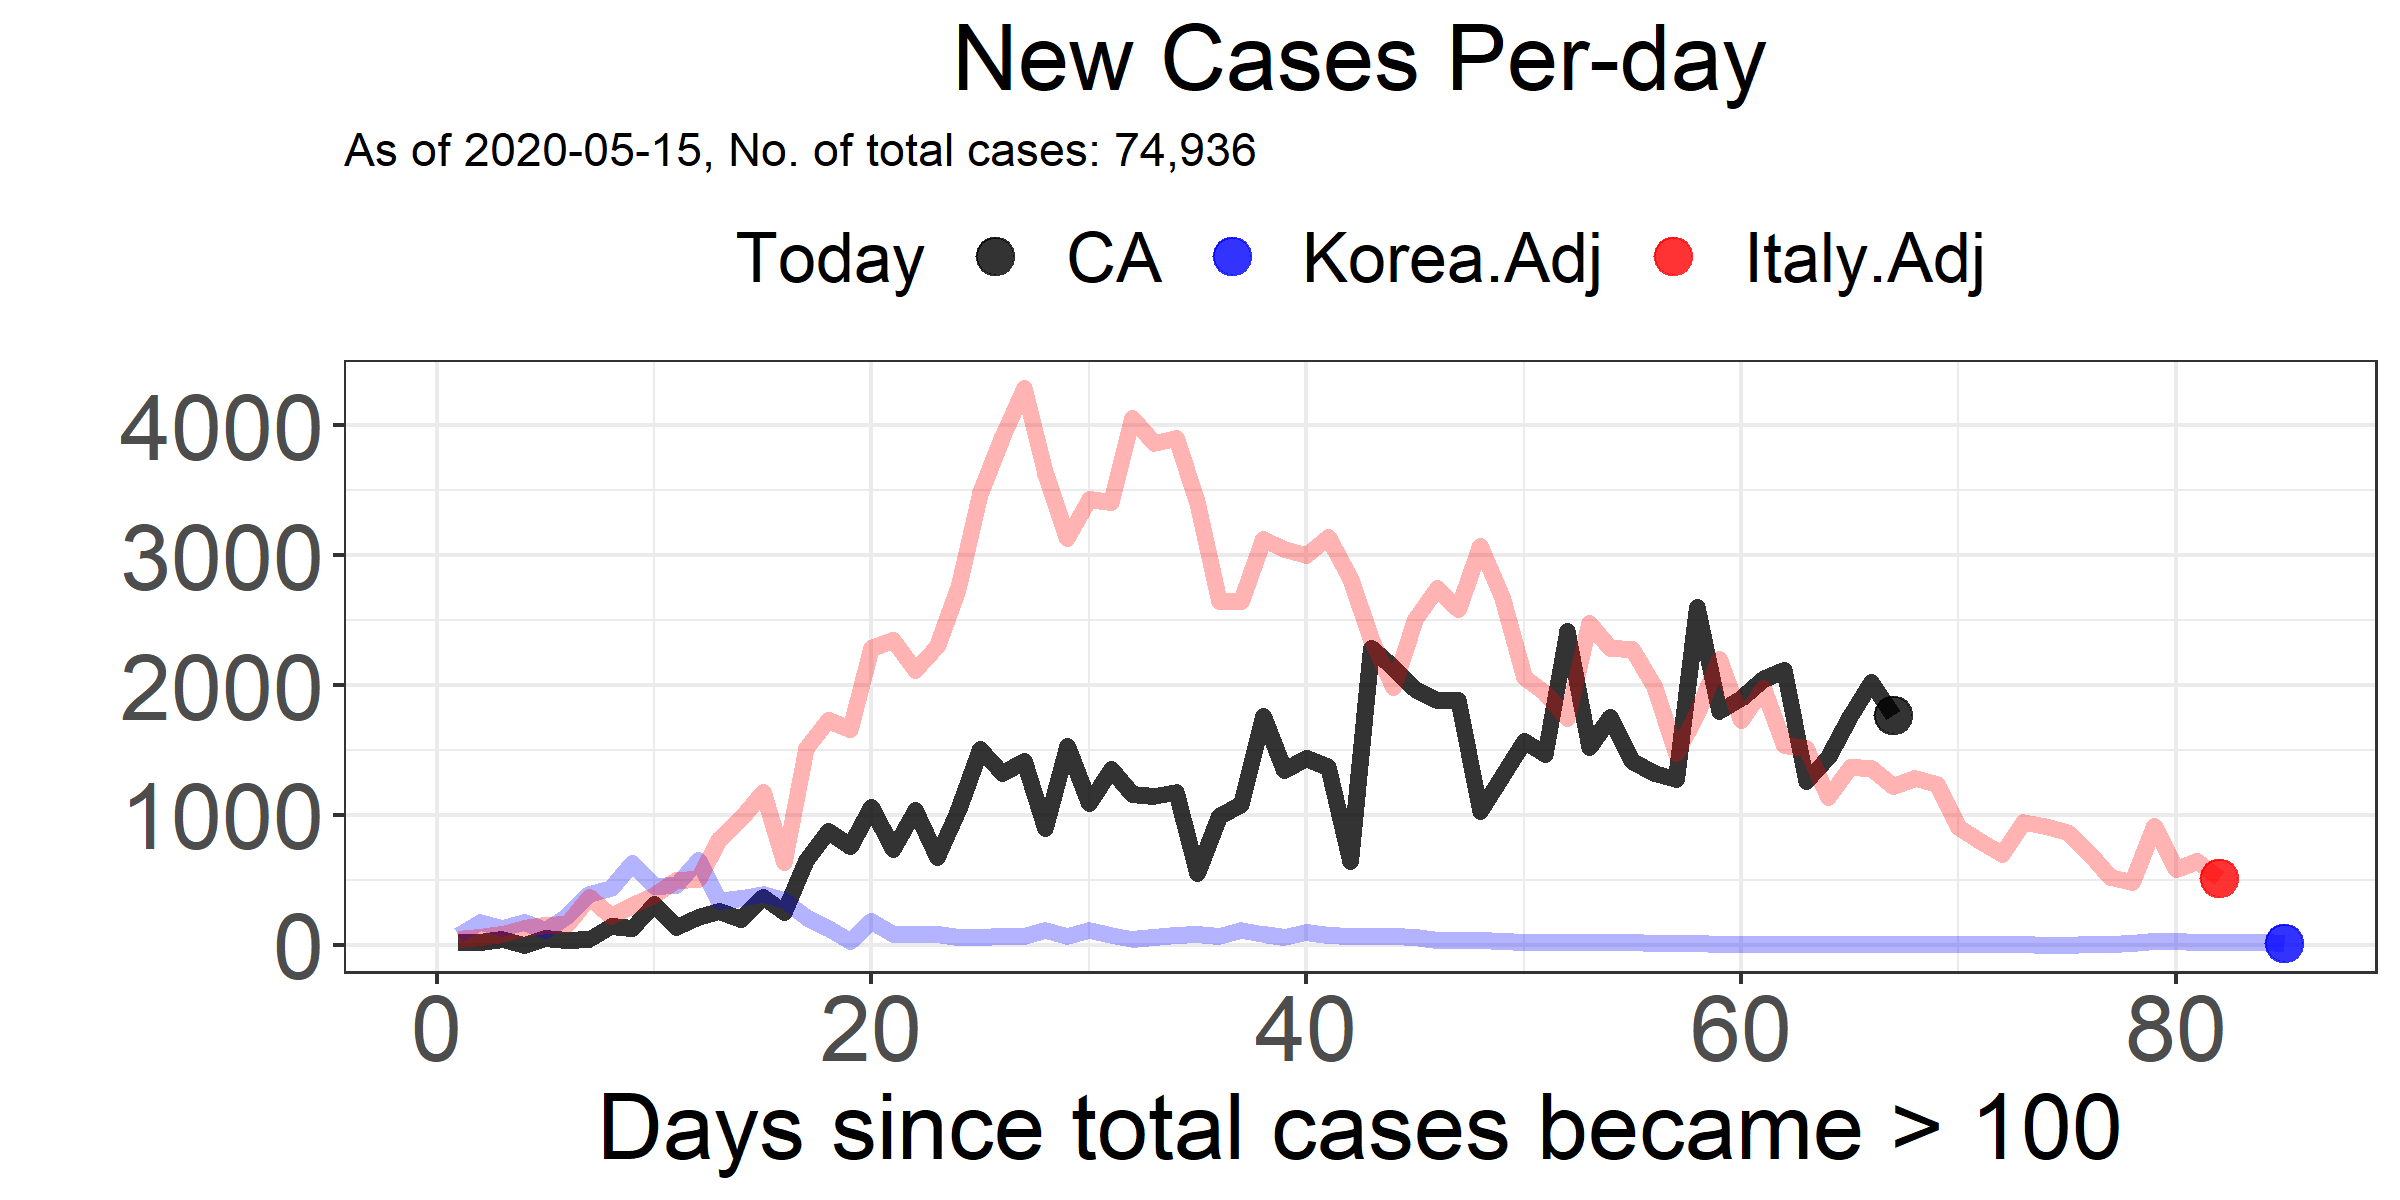 New Cases Per-day
As of 2020-05-15, No. of total cases: 74,936
Today CA Korea.Adj Italy.Adj
4000
3000
2000
1000
0
0 20 40 60 80
Days since total cases became > 100